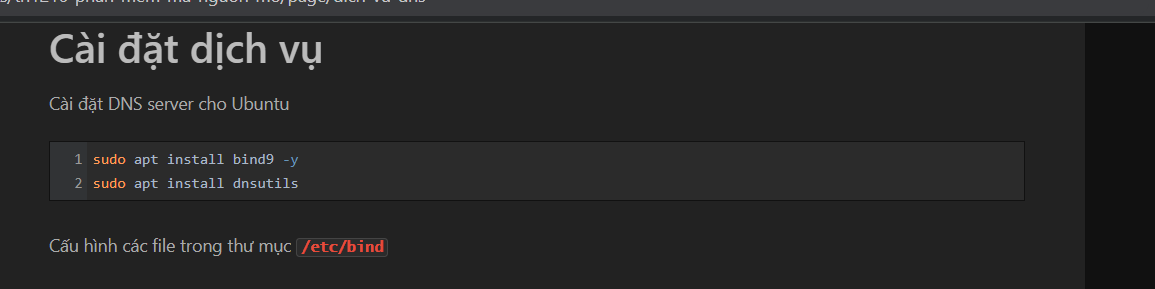 Cài đặt dịch vụ
Cài đặt DNS server cho Ubuntu
1 sudo apt install bind9 -y
2 sudo apt install dnsutils
Cấu hình các file trong thư mục /etc/bind